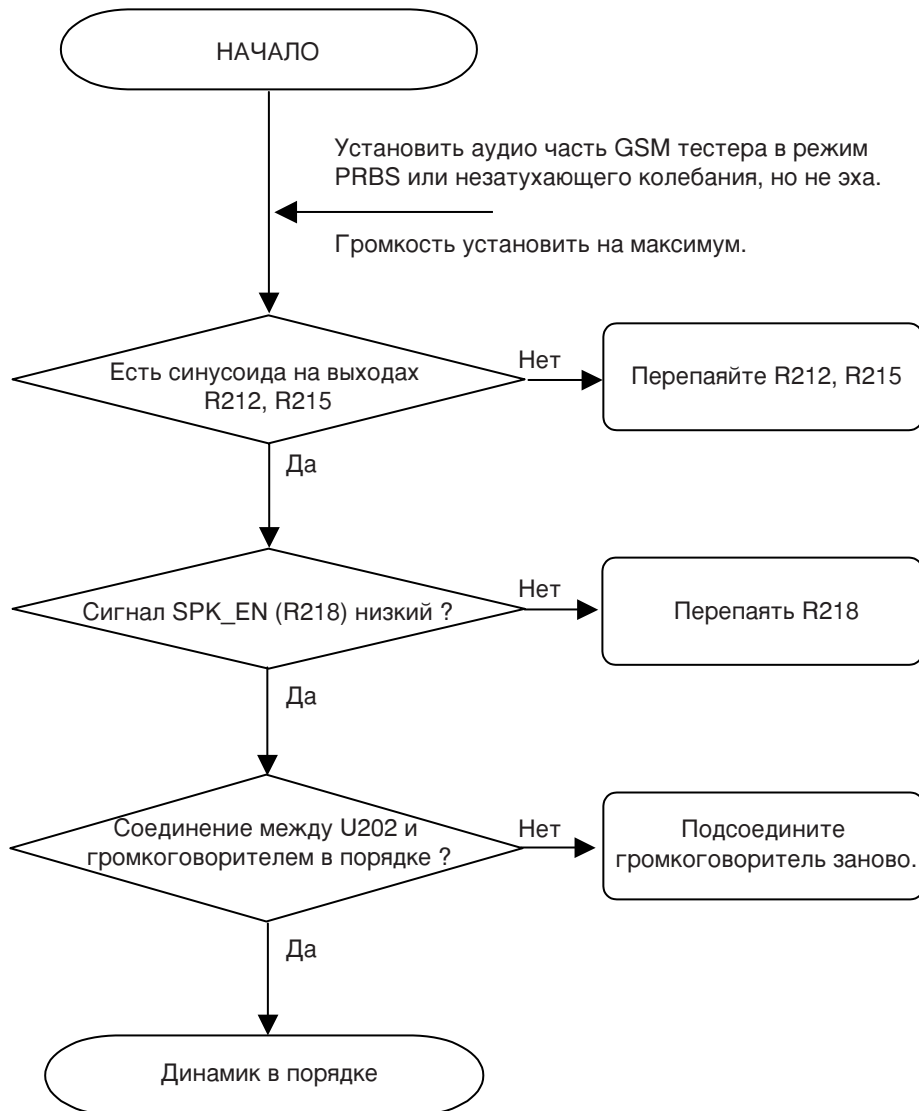 НАЧАЛО
Установить аудио часть GSM тестера в режим
PRBS или незатухающего колебания, но не эха.
Громкость установить на максимум.
Есть синусоида на выходах
R212, R215
Нет
Перепаяйте R212, R215
Да
Сигнал SPK_EN (R218) низкий ?
Нет
Перепаять R218
Да
Соединение между U202 и
громкоговорителем в порядке ?
Нет
Подсоедините
громкоговоритель заново.
Да
Динамик в порядке